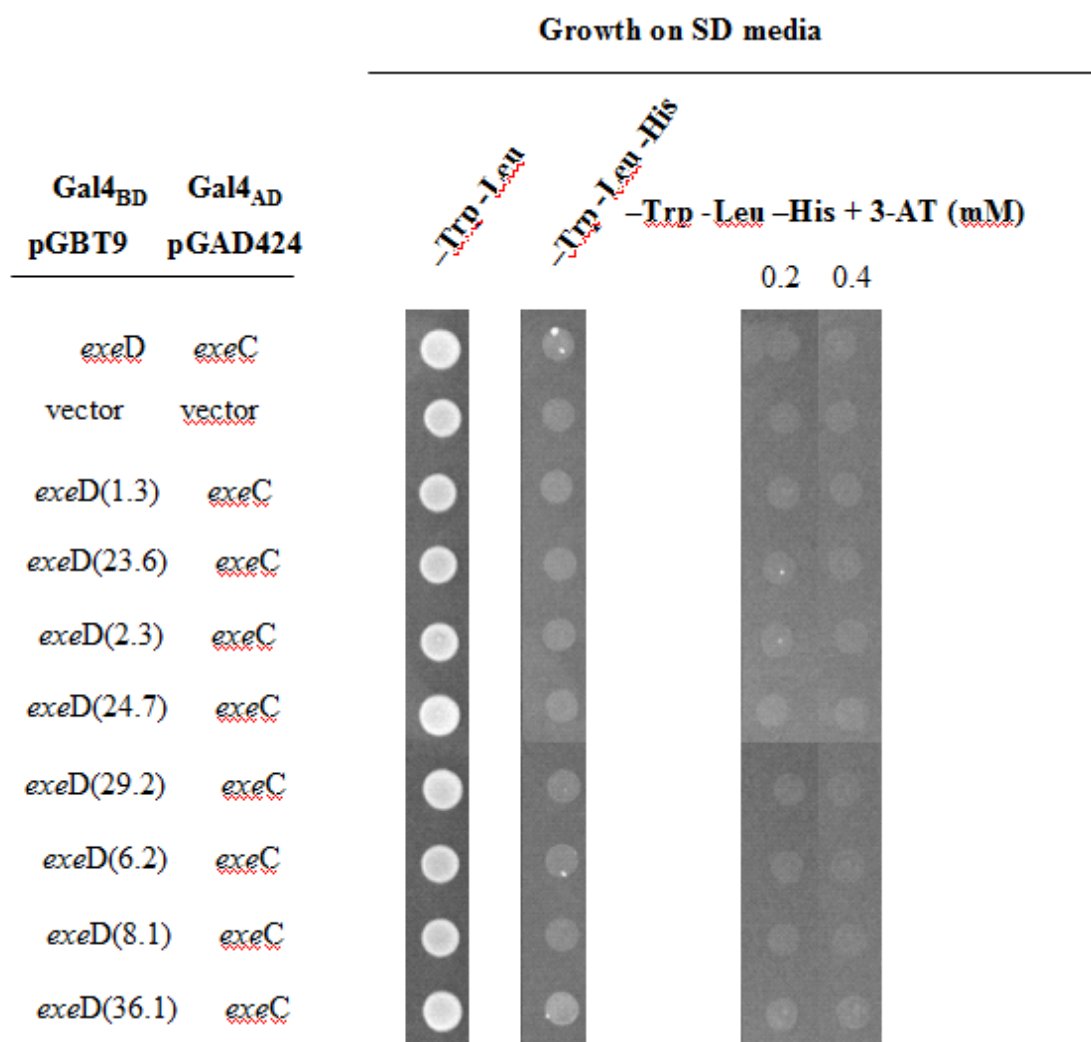 Growth on SD media
–Trp -Leu
–Trp -Leu -His
Gal4BD Gal4AD
pGBT9 pGAD424
–Trp -Leu –His + 3-AT (mM)
0.2 0.4
exeD exeC
vector vector
exeD(1.3) exeC
exeD(23.6) exeC
exeD(2.3) exeC
exeD(24.7) exeC
exeD(29.2) exeC
exeD(6.2) exeC
exeD(8.1) exeC
exeD(36.1) exeC